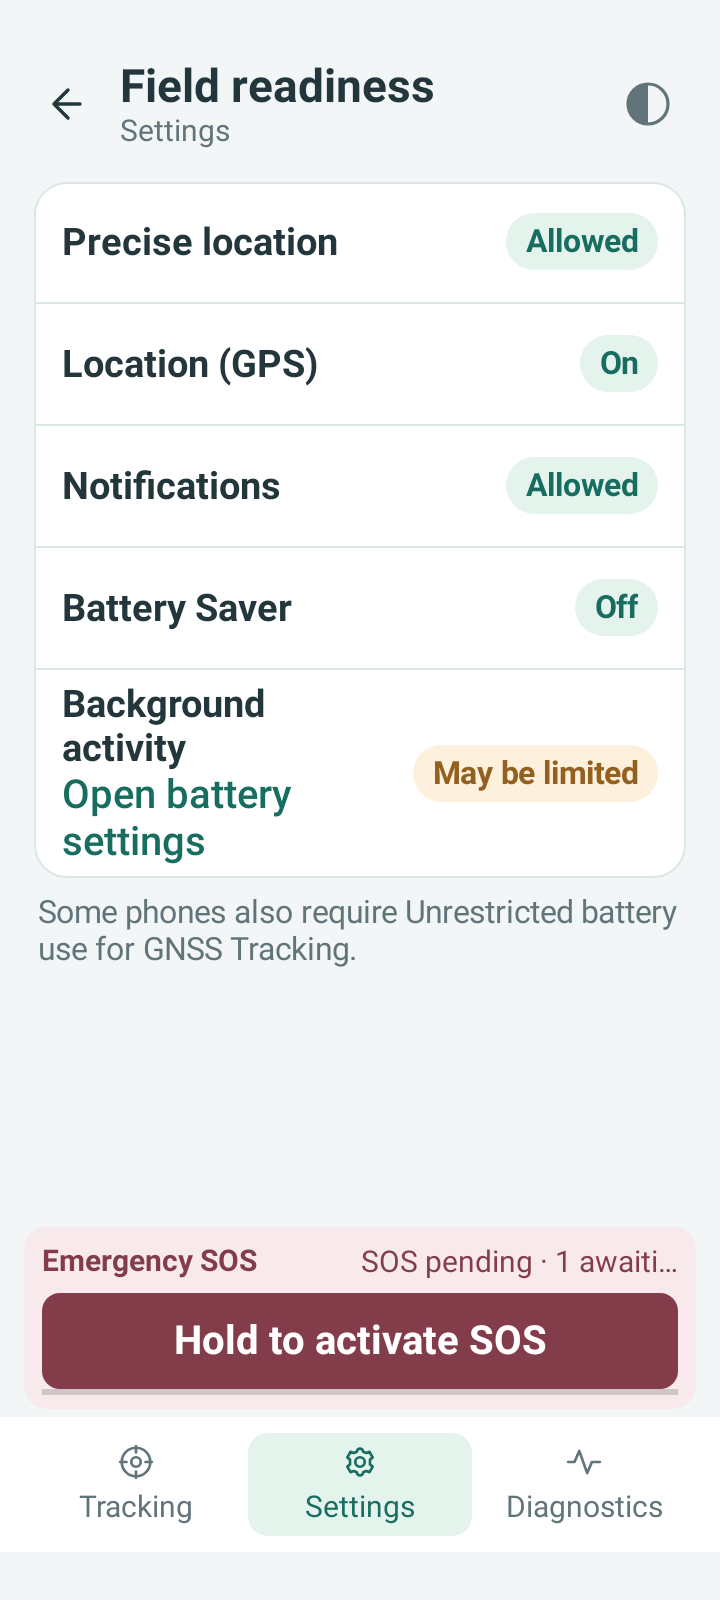 Field readiness
Settings
Precise location
Allowed
Location (GPS)
On
Notifications
Allowed
Battery Saver
Off
Background
activity
Open battery
settings
May be limited
Some phones also require Unrestricted battery
use for GNSS Tracking.
Emergency SOS
SOS pending · 1 awaiti…
Hold to activate SOS
Tracking
Settings
Diagnostics